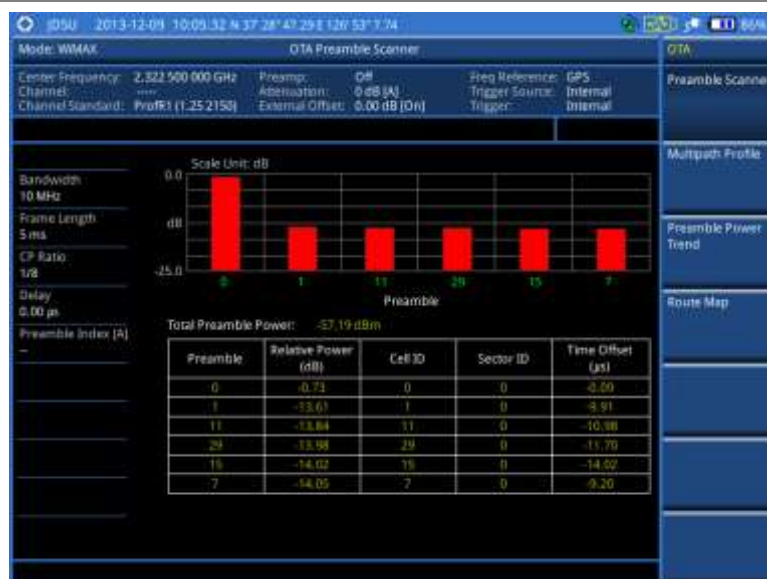 JDSU 2013-12-09 10:05:32 N 37° 28' 47.29 E 126° 53' 7.74 86%
Mode: WiMAX OTA Preamble Scanner OTA
Center Frequency: 2.322 500 000 GHz Preamp: Off Freq Reference: GPS
Channel: ----- Attenuation: 0 dB [A] Trigger Source: Internal
Channel Standard: ProfR1 (1.25 2150) External Offset: 0.00 dB [On] Trigger: Internal
Preamble Scanne
Scale Unit: dB
Multipath Profile
Bandwidth
10 MHz
0.0
Frame Length
5 ms
dB
Preamble Power
Trend
CP Ratio
1/8
-25.0
0 1 11 29 15 7
Preamble
Delay
0.00 μs
Route Map
Total Preamble Power: -57.19 dBm
Preamble Index [A]
--
Preamble Relative Power (dB) Cell ID Sector ID Time Offset (μs)
0 -0.73 0 0 -0.09
1 -13.61 1 0 -9.91
11 -13.84 11 0 -10.98
29 -13.98 29 0 -11.70
15 -14.02 15 0 -14.02
7 -14.05 7 0 -9.20